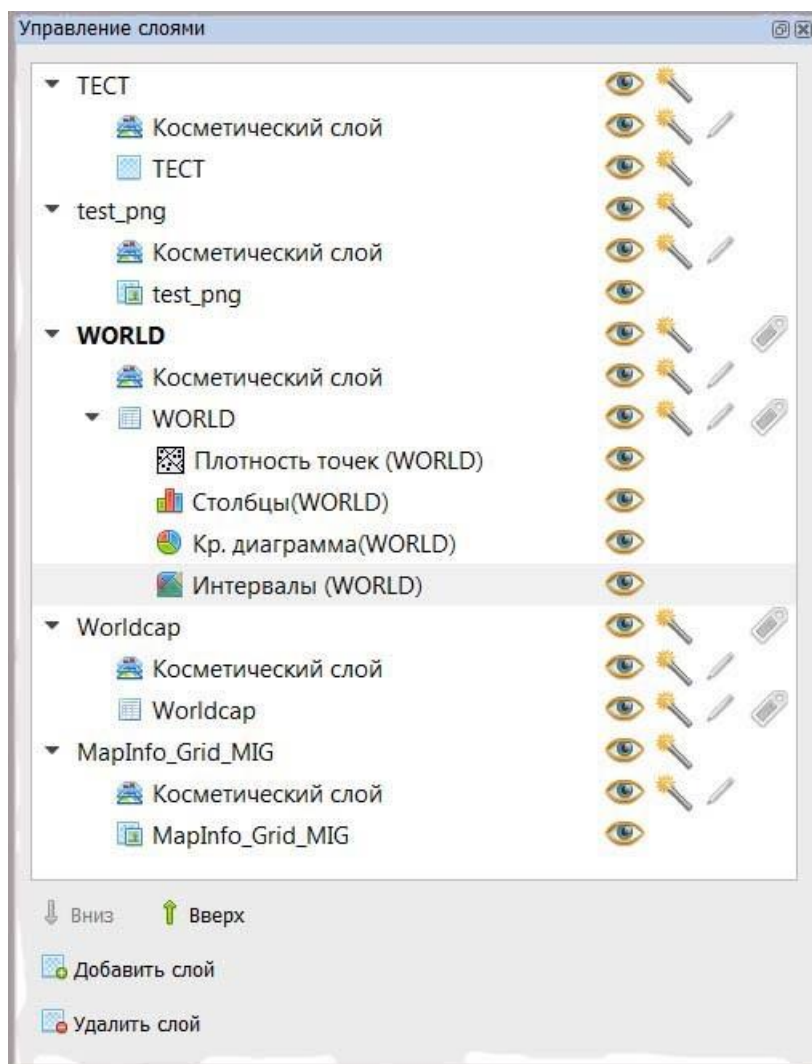 Управление слоями
ТЕСТ
Косметический слой
ТЕСТ
test_png
Косметический слой
test_png
WORLD
Косметический слой
WORLD
Плотность точек (WORLD)
Столбцы(WORLD)
Кр. диаграмма(WORLD)
Интервалы (WORLD)
Worldcap
Косметический слой
Worldcap
MapInfo_Grid_MIG
Косметический слой
MapInfo_Grid_MIG
Вниз Вверх
Добавить слой
Удалить слой